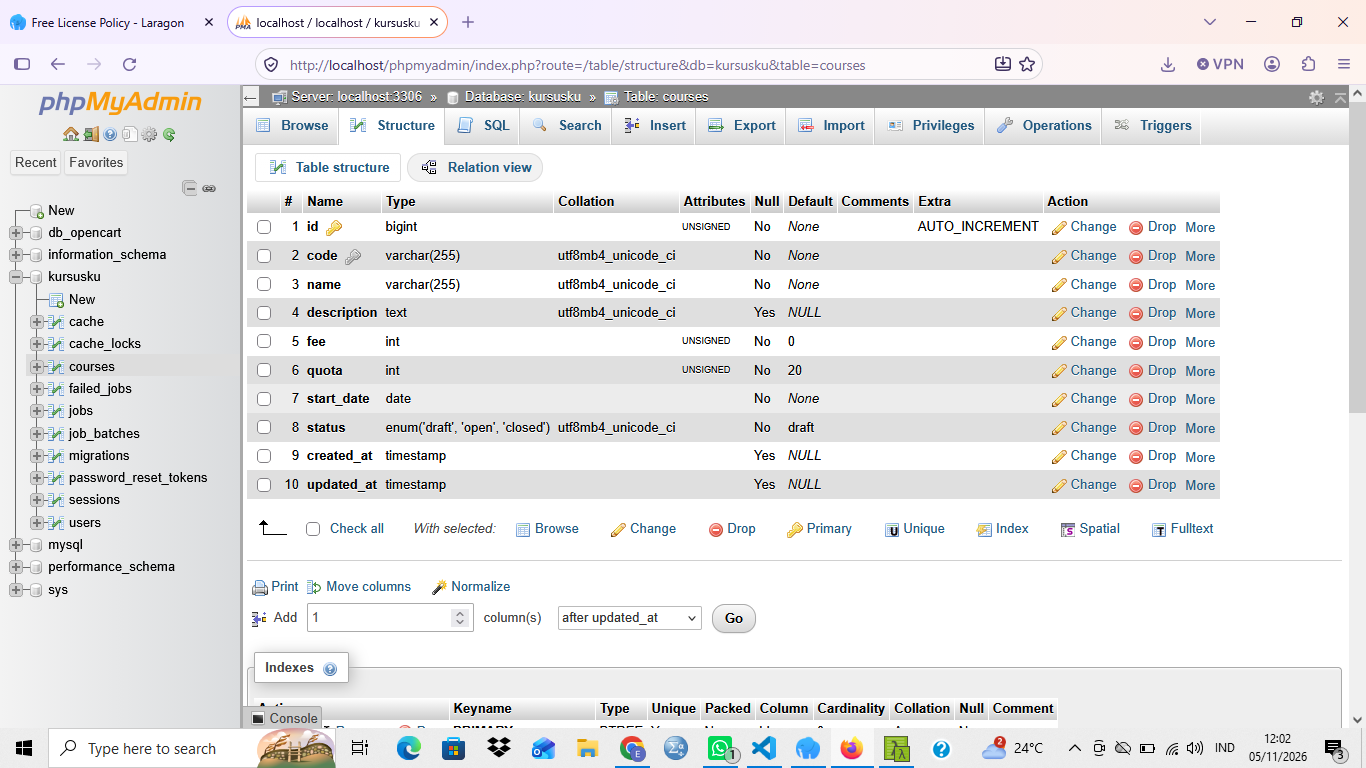 Free License Policy - Laragon
localhost / localhost / kursusku
http://localhost/phpmyadmin/index.php?route=/table/structure&db=kursusku&table=courses
VPN
phpMyAdmin
Recent Favorites
New
db_opencart
information_schema
kursusku
New
cache
cache_locks
courses
failed_jobs
jobs
job_batches
migrations
password_reset_tokens
sessions
users
mysql
performance_schema
sys
Server: localhost:3306 » Database: kursusku » Table: courses
Browse Structure SQL Search Insert Export Import Privileges Operations Triggers
Table structure Relation view
# Name Type Collation Attributes Null Default Comments Extra Action
1 id bigint UNSIGNED No None AUTO_INCREMENT Change Drop More
2 code varchar(255) utf8mb4_unicode_ci No None Change Drop More
3 name varchar(255) utf8mb4_unicode_ci No None Change Drop More
4 description text utf8mb4_unicode_ci Yes NULL Change Drop More
5 fee int UNSIGNED No 0 Change Drop More
6 quota int UNSIGNED No 20 Change Drop More
7 start_date date No None Change Drop More
8 status enum('draft', 'open', 'closed') utf8mb4_unicode_ci No draft Change Drop More
9 created_at timestamp Yes NULL Change Drop More
10 updated_at timestamp Yes NULL Change Drop More
Check all With selected: Browse Change Drop Primary Unique Index Spatial Fulltext
Print Move columns Normalize
Add 1 column(s) after updated_at Go
Indexes
Keyname Type Unique Packed Column Cardinality Collation Null Comment
Console
Type here to search
1
2
24°C
IND
12:02
05/11/2026
3